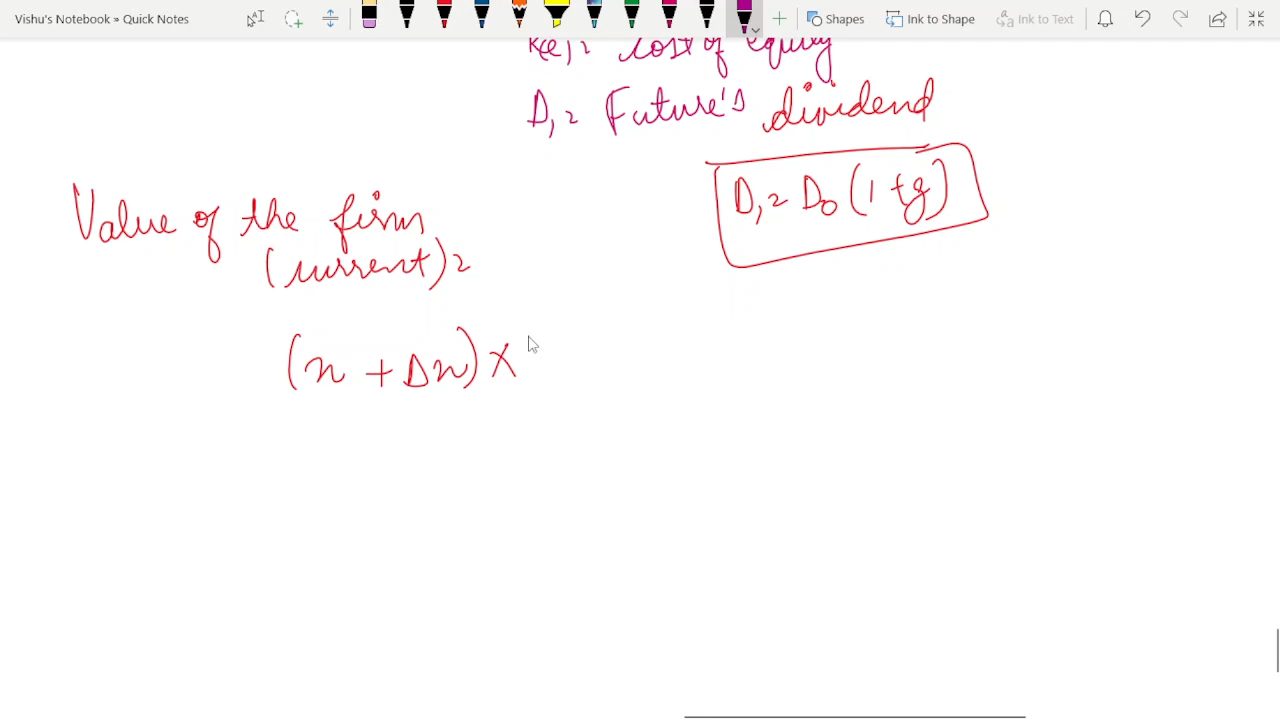 Vishu's Notebook » Quick Notes
Shapes
Ink to Shape
Ink to Text
K(e)= cost of equity
D1= Future's dividend
D1= D0 (1+g)
Value of the firm
(current)=
(n + Δn) X